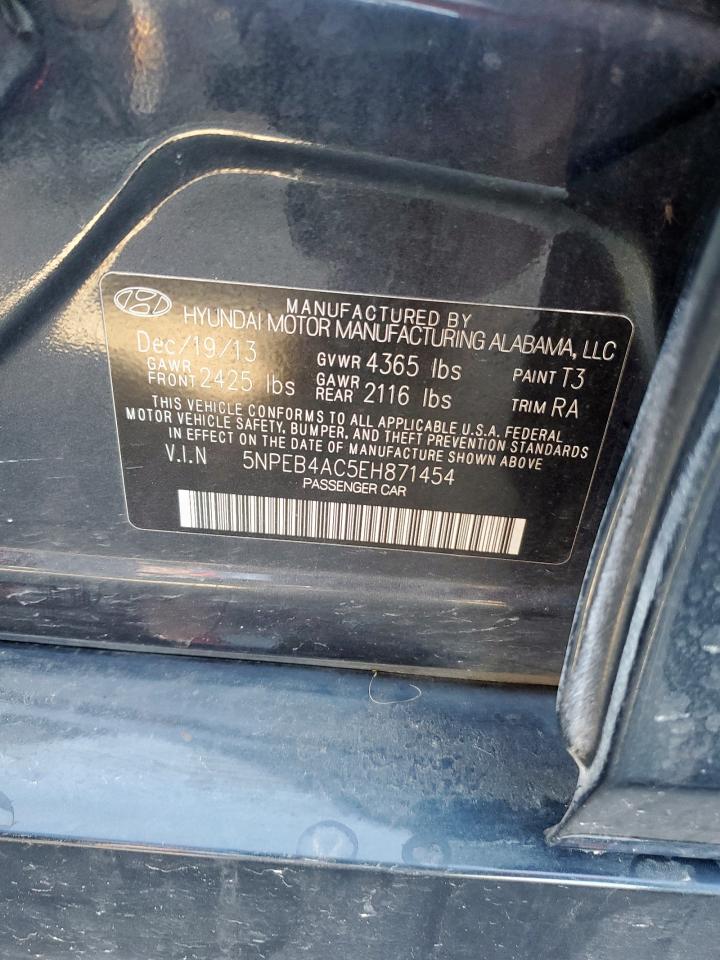 MANUFACTURED BY
HYUNDAI MOTOR MANUFACTURING ALABAMA, LLC
Dec/19/13 GVWR 4365 lbs PAINT T3
GAWR FRONT 2425 lbs GAWR REAR 2116 lbs TRIM RA
THIS VEHICLE CONFORMS TO ALL APPLICABLE U.S.A. FEDERAL
MOTOR VEHICLE SAFETY, BUMPER, AND THEFT PREVENTION STANDARDS
IN EFFECT ON THE DATE OF MANUFACTURE SHOWN ABOVE
V.I.N 5NPEB4AC5EH871454
PASSENGER CAR